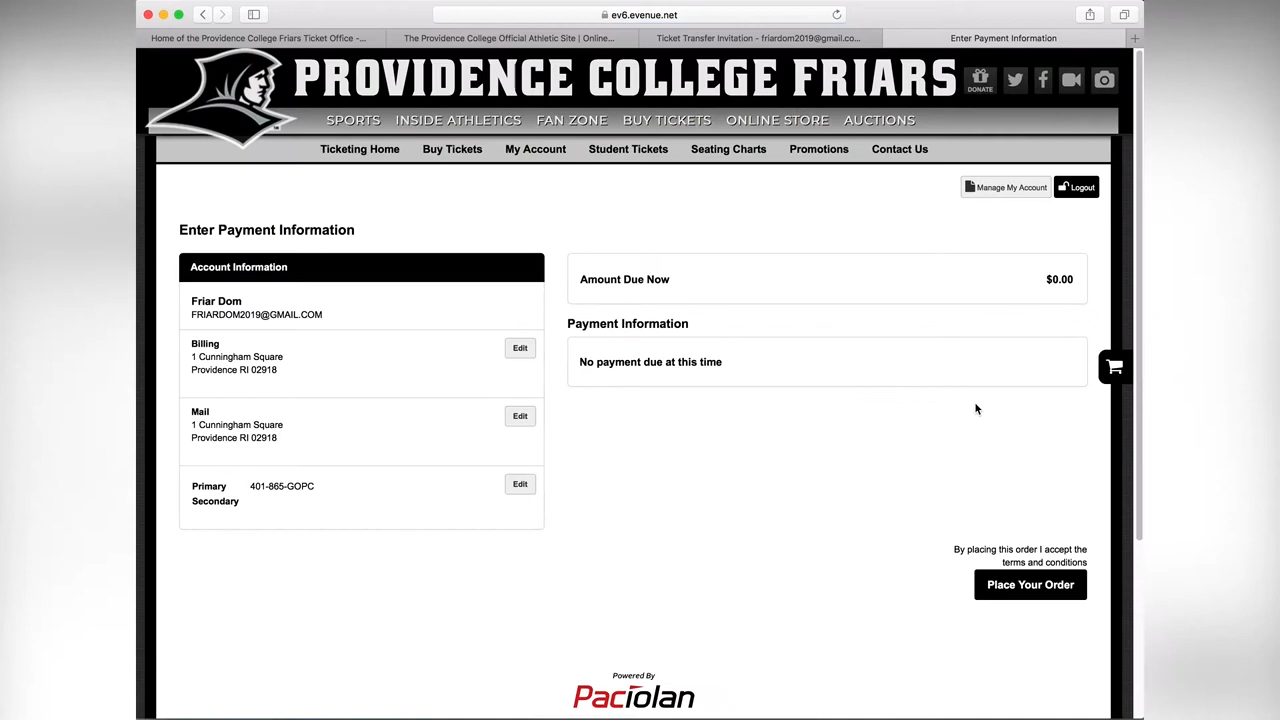 ev6.evenue.net
Home of the Providence College Friars Ticket Office -...
The Providence College Official Athletic Site | Online...
Ticket Transfer Invitation - friardom2019@gmail.co...
Enter Payment Information
PROVIDENCE COLLEGE FRIARS
DONATE
SPORTS INSIDE ATHLETICS FAN ZONE BUY TICKETS ONLINE STORE AUCTIONS
Ticketing Home Buy Tickets My Account Student Tickets Seating Charts Promotions Contact Us
Manage My Account Logout
Enter Payment Information
Account Information
Friar Dom
FRIARDOM2019@GMAIL.COM
Billing Edit
1 Cunningham Square
Providence RI 02918
Mail Edit
1 Cunningham Square
Providence RI 02918
Primary 401-865-GOPC Edit
Secondary
Amount Due Now $0.00
Payment Information
No payment due at this time
By placing this order I accept the
terms and conditions
Place Your Order
Powered By
Paciolan